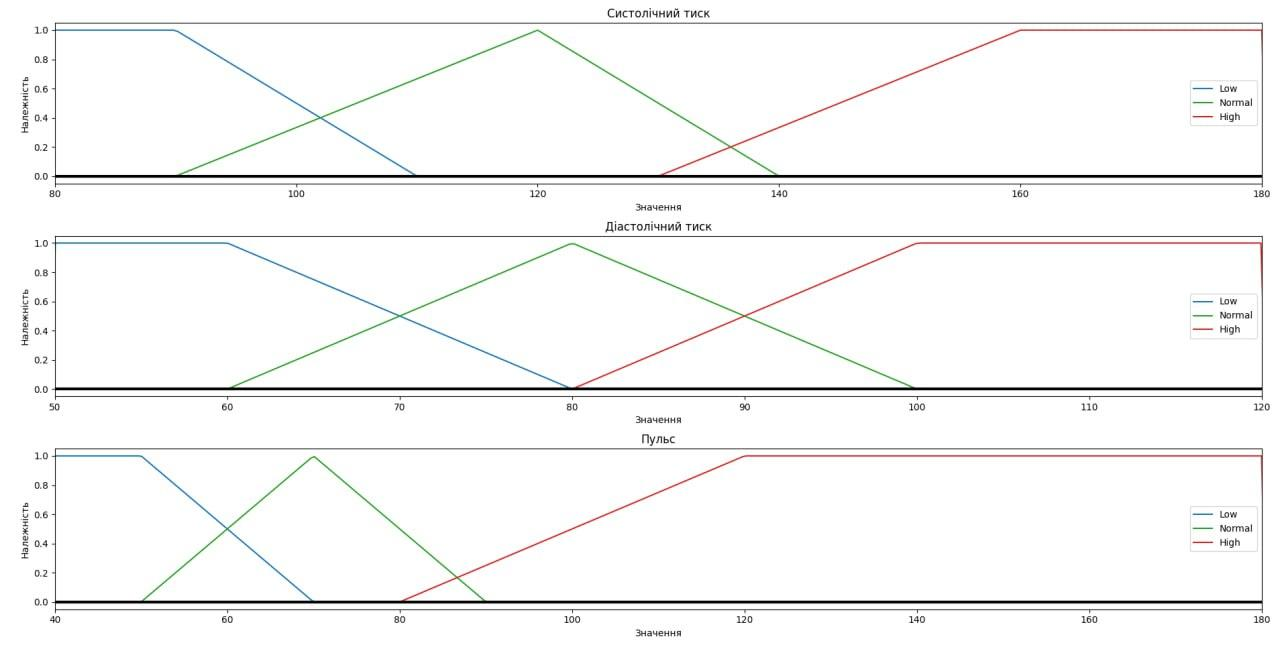 Систолічний тиск
1.0
0.8
0.6
0.4
0.2
0.0
Належність
80 100 120 140 160 180
Значення
Low
Normal
High
Діастолічний тиск
1.0
0.8
0.6
0.4
0.2
0.0
Належність
50 60 70 80 90 100 110 120
Значення
Low
Normal
High
Пульс
1.0
0.8
0.6
0.4
0.2
0.0
Належність
40 60 80 100 120 140 160 180
Значення
Low
Normal
High